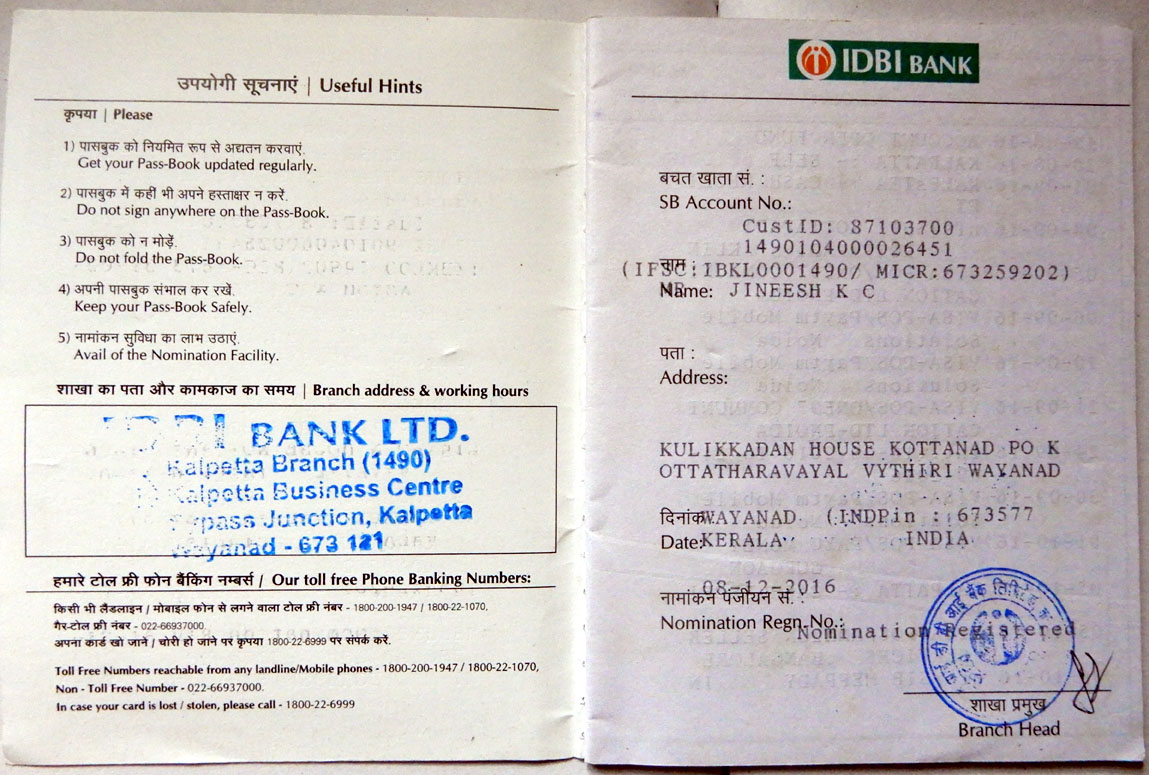 उपयोगी सूचनाएं | Useful Hints
कृपया | Please
1) पासबुक को नियमित रूप से अद्यतन करवाएं.
Get your Pass-Book updated regularly.
2) पासबुक में कहीं भी अपने हस्ताक्षर न करें.
Do not sign anywhere on the Pass-Book.
3) पासबुक को न मोड़ें.
Do not fold the Pass-Book.
4) अपनी पासबुक संभाल कर रखें.
Keep your Pass-Book Safely.
5) नामांकन सुविधा का लाभ उठाएं.
Avail of the Nomination Facility.
शाखा का पता और कामकाज का समय | Branch address & working hours
IDBI BANK LTD.
Kalpetta Branch (1490)
Kalpetta Business Centre
Junction, Kalpetta
Wayanad - 673 121
हमारे टोल फ्री फोन बैंकिंग नम्बर्स / Our toll free Phone Banking Numbers:
किसी भी लैंडलाइन / मोबाइल फोन से लगने वाला टोल फ्री नंबर - 1800-200-1947 / 1800-22-1070,
गैर-टोल फ्री नंबर - 022-66937000.
अपना कार्ड खो जाने / चोरी हो जाने पर कृपया 1800-22-6999 पर संपर्क करें.
Toll Free Numbers reachable from any landline/Mobile phones - 1800-200-1947 / 1800-22-1070,
Non - Toll Free Number - 022-66937000.
In case your card is lost / stolen, please call - 1800-22-6999
IDBI BANK
बचत खाता सं. :
SB Account No.:
CustID: 87103700
1490104000026451
नाम :
(IFSC:IBKL0001490/ MICR:673259202)
Name: MR. JINEESH K C
पता :
Address:
KULIKKADAN HOUSE KOTTANAD PO K
OTTATHARAVAYAL VYTHIRI WAYANAD
दिनांक: WAYANAD (INDPin : 673577
Date: KERALA, INDIA
08-12-2016
नामांकन पंजीयन सं. :
Nomination Regn.No.:
Nomination Registered
शाखा प्रमुख
Branch Head